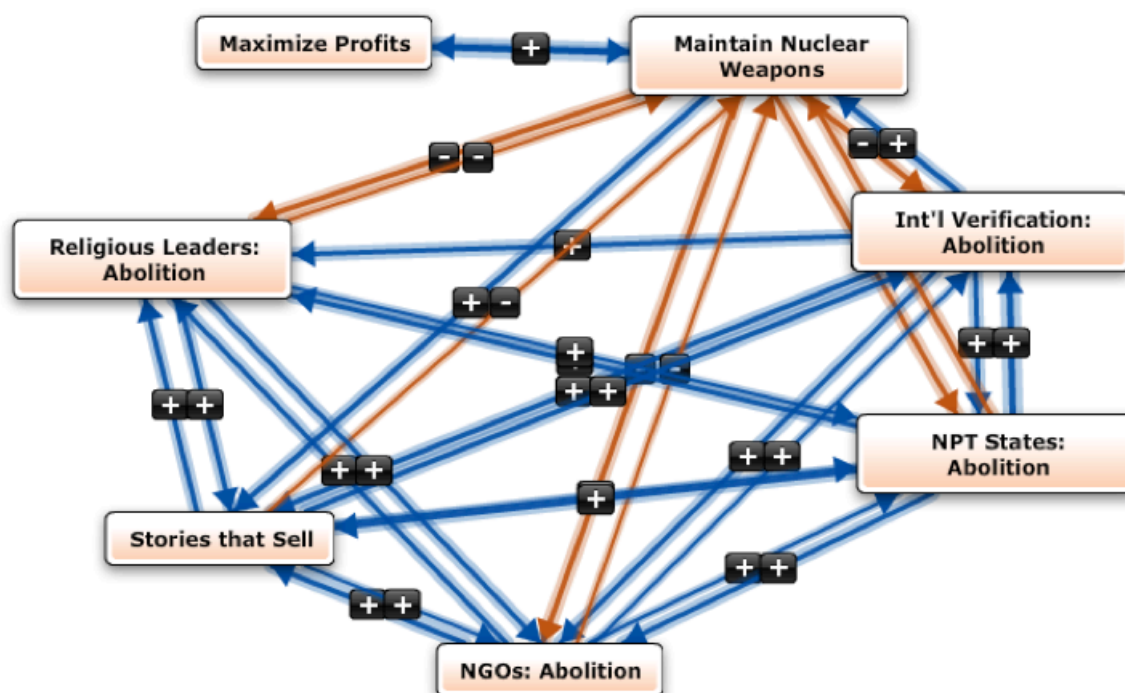 Maximize Profits
Maintain Nuclear
Weapons
- -
- +
Religious Leaders:
Abolition
Int'l Verification:
Abolition
+
+
+ -
+ +
+
- -
+ +
+ +
NPT States:
Abolition
+ +
+ +
+
Stories that Sell
+ +
+ +
NGOs: Abolition